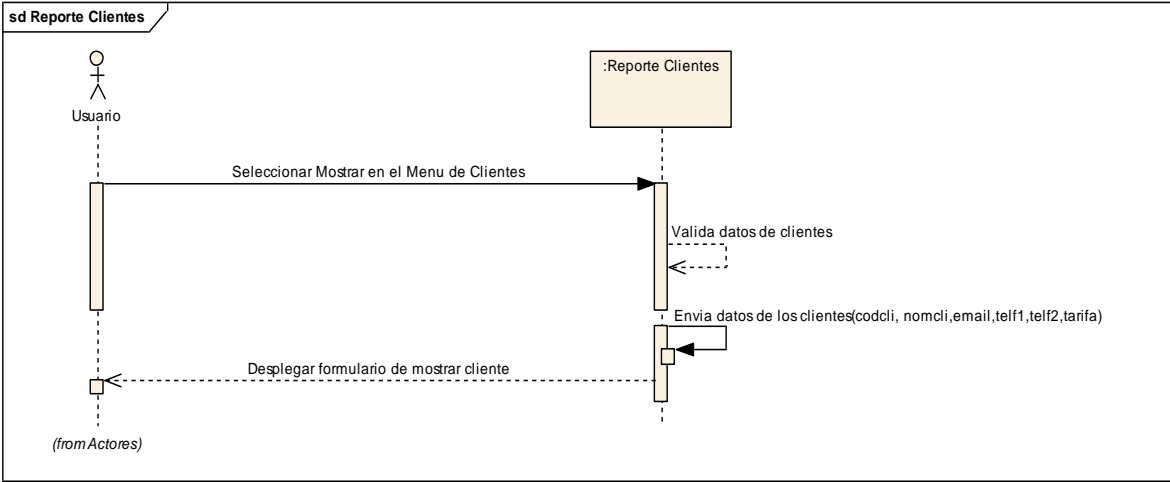 sd Reporte Clientes
:Reporte Clientes
Usuario
Seleccionar Mostrar en el Menu de Clientes
Valida datos de clientes
Envia datos de los clientes(codcli, nomcli,email,telf1,telf2,tarifa)
Desplegar formulario de mostrar cliente
(from Actores)